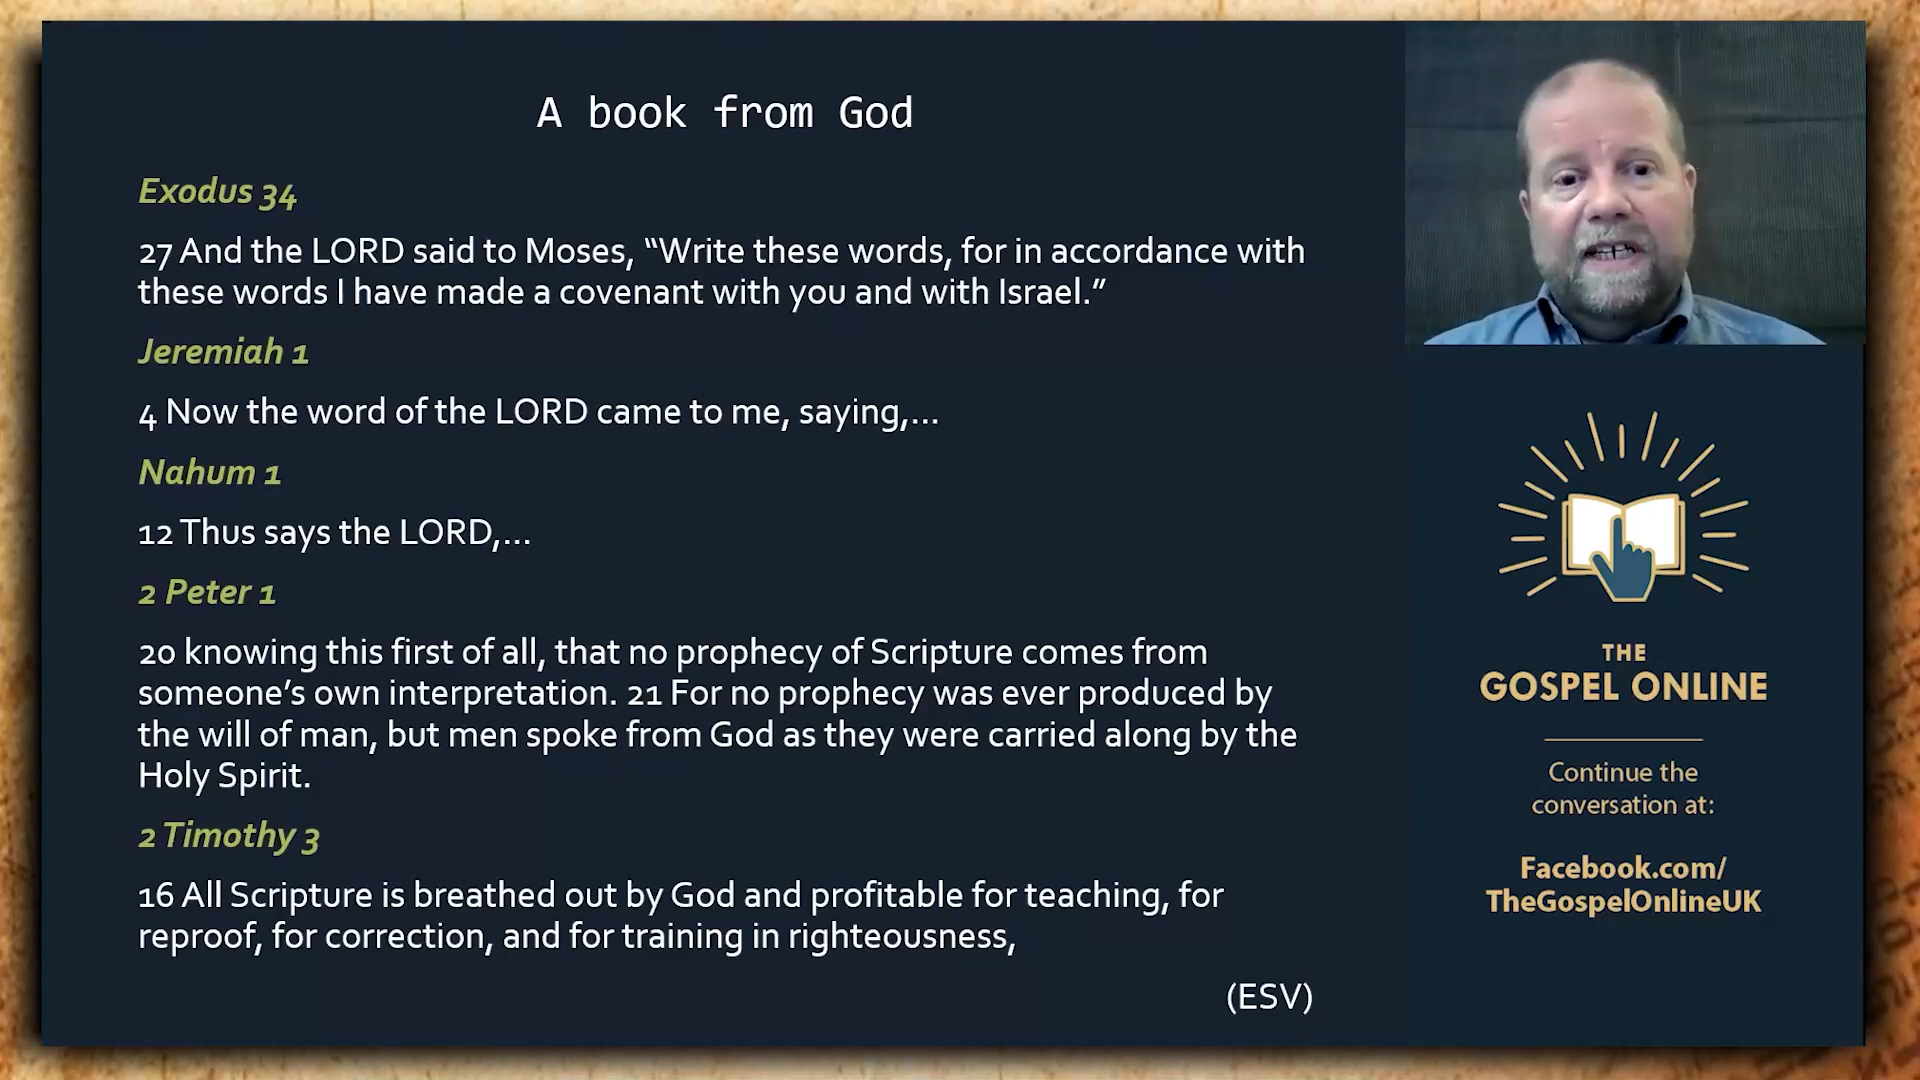 A book from God
Exodus 34
27 And the LORD said to Moses, “Write these words, for in accordance with
these words I have made a covenant with you and with Israel.”
Jeremiah 1
4 Now the word of the LORD came to me, saying,…
Nahum 1
12 Thus says the LORD,…
2 Peter 1
20 knowing this first of all, that no prophecy of Scripture comes from
someone’s own interpretation. 21 For no prophecy was ever produced by
the will of man, but men spoke from God as they were carried along by the
Holy Spirit.
2 Timothy 3
16 All Scripture is breathed out by God and profitable for teaching, for
reproof, for correction, and for training in righteousness,
(ESV)
THE
GOSPEL ONLINE
Continue the
conversation at:
Facebook.com/
TheGospelOnlineUK